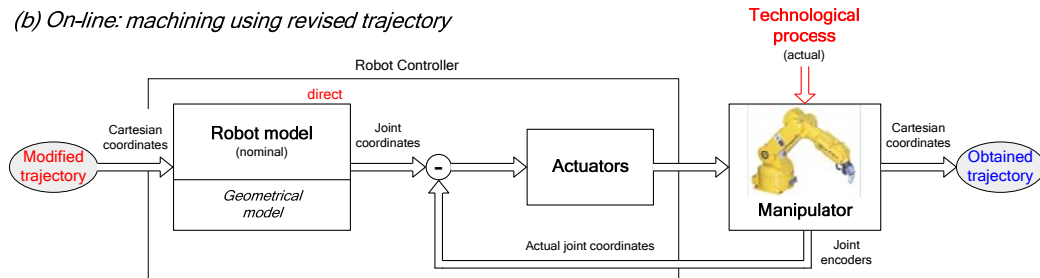 (b) On-line: machining using revised trajectory
Technological
process
(actual)
Robot Controller
direct
Cartesian
coordinates
Robot model
(nominal)
Joint
coordinates
Cartesian
coordinates
Modified
trajectory
-
Actuators
Obtained
trajectory
Geometrical
model
Manipulator
Actual joint coordinates
Joint
encoders